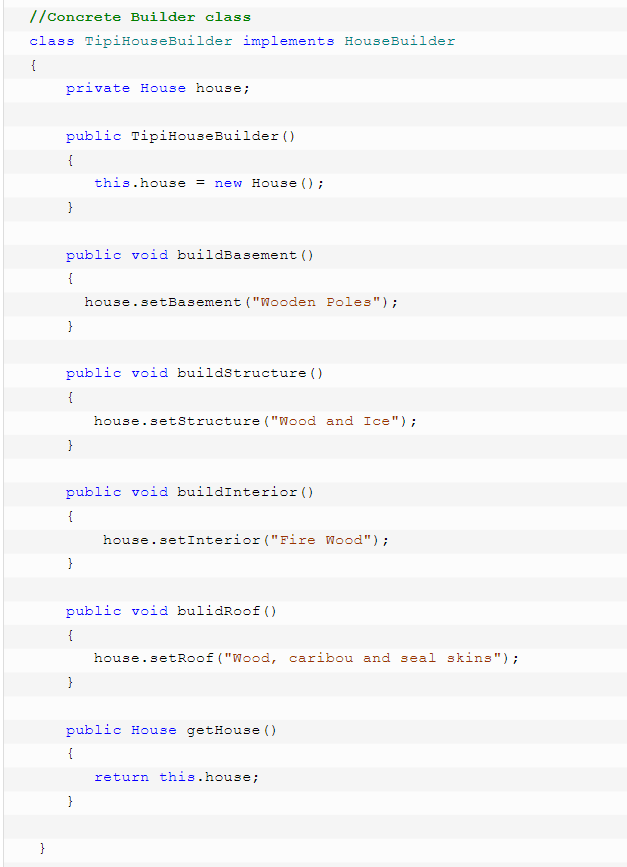 //Concrete Builder class
class TipiHouseBuilder implements HouseBuilder
{
    private House house;

    public TipiHouseBuilder()
    {
       this.house = new House();
    }

    public void buildBasement()
    {
      house.setBasement("Wooden Poles");
    }

    public void buildStructure()
    {
       house.setStructure("Wood and Ice");
    }

    public void buildInterior()
    {
        house.setInterior("Fire Wood");
    }

    public void bulidRoof()
    {
       house.setRoof("Wood, caribou and seal skins");
    }

    public House getHouse()
    {
       return this.house;
    }

 }